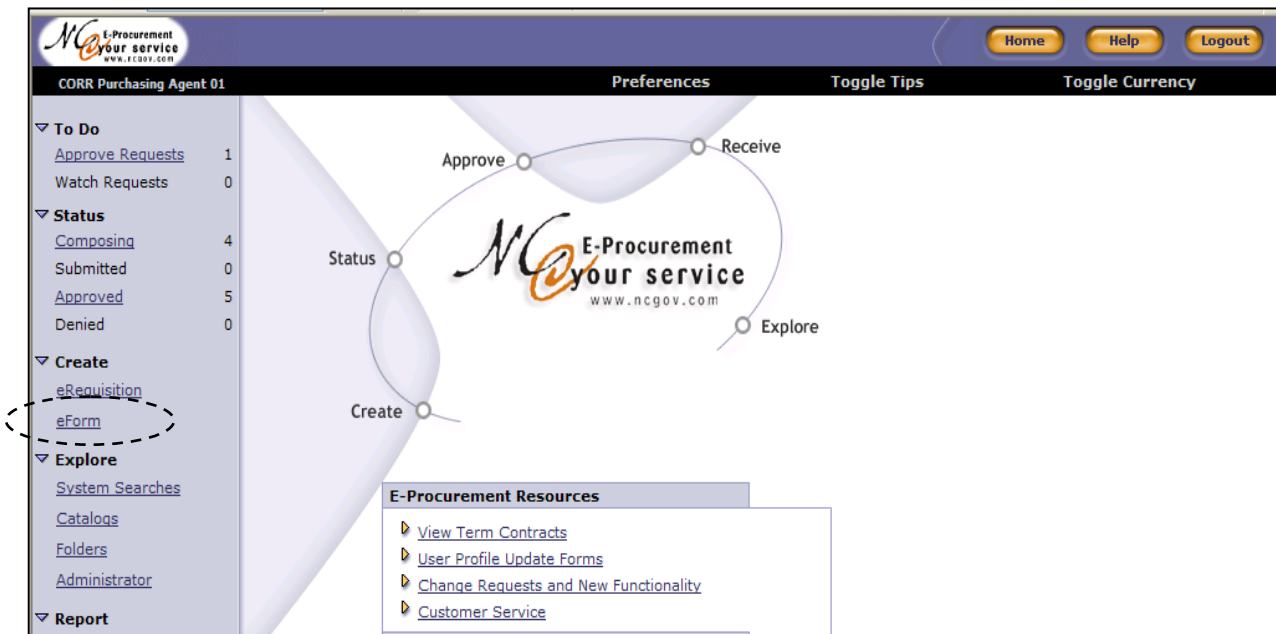 NC@ E-Procurement
your service
www.ncgov.com
Home Help Logout
CORR Purchasing Agent 01 Preferences Toggle Tips Toggle Currency
To Do
Approve Requests 1
Watch Requests 0
Status
Composing 4
Submitted 0
Approved 5
Denied 0
Create
eRequisition
eForm
Explore
System Searches
Catalogs
Folders
Administrator
Report
Receive
Approve
Status
NC@ E-Procurement
your service
www.ncgov.com
Explore
Create
E-Procurement Resources
View Term Contracts
User Profile Update Forms
Change Requests and New Functionality
Customer Service